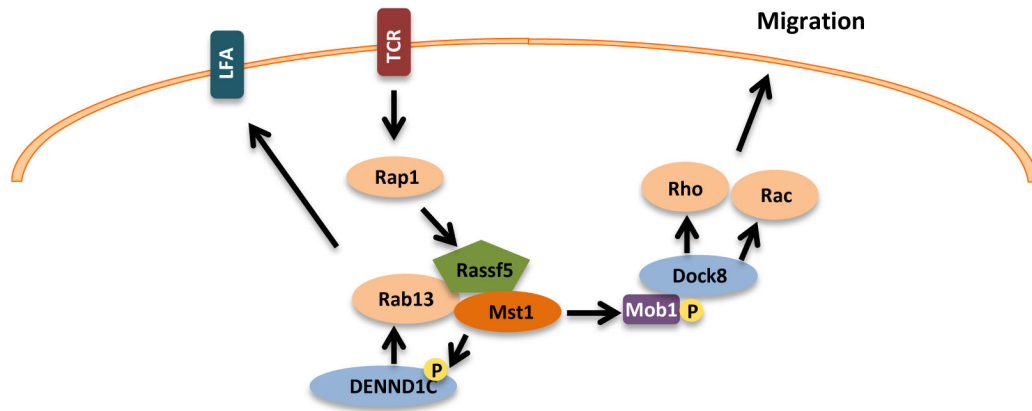 Migration
LFA
TCR
Rap1
Rho
Rac
Rassf5
Dock8
Rab13
Mst1
Mob1
P
P
DENND1C